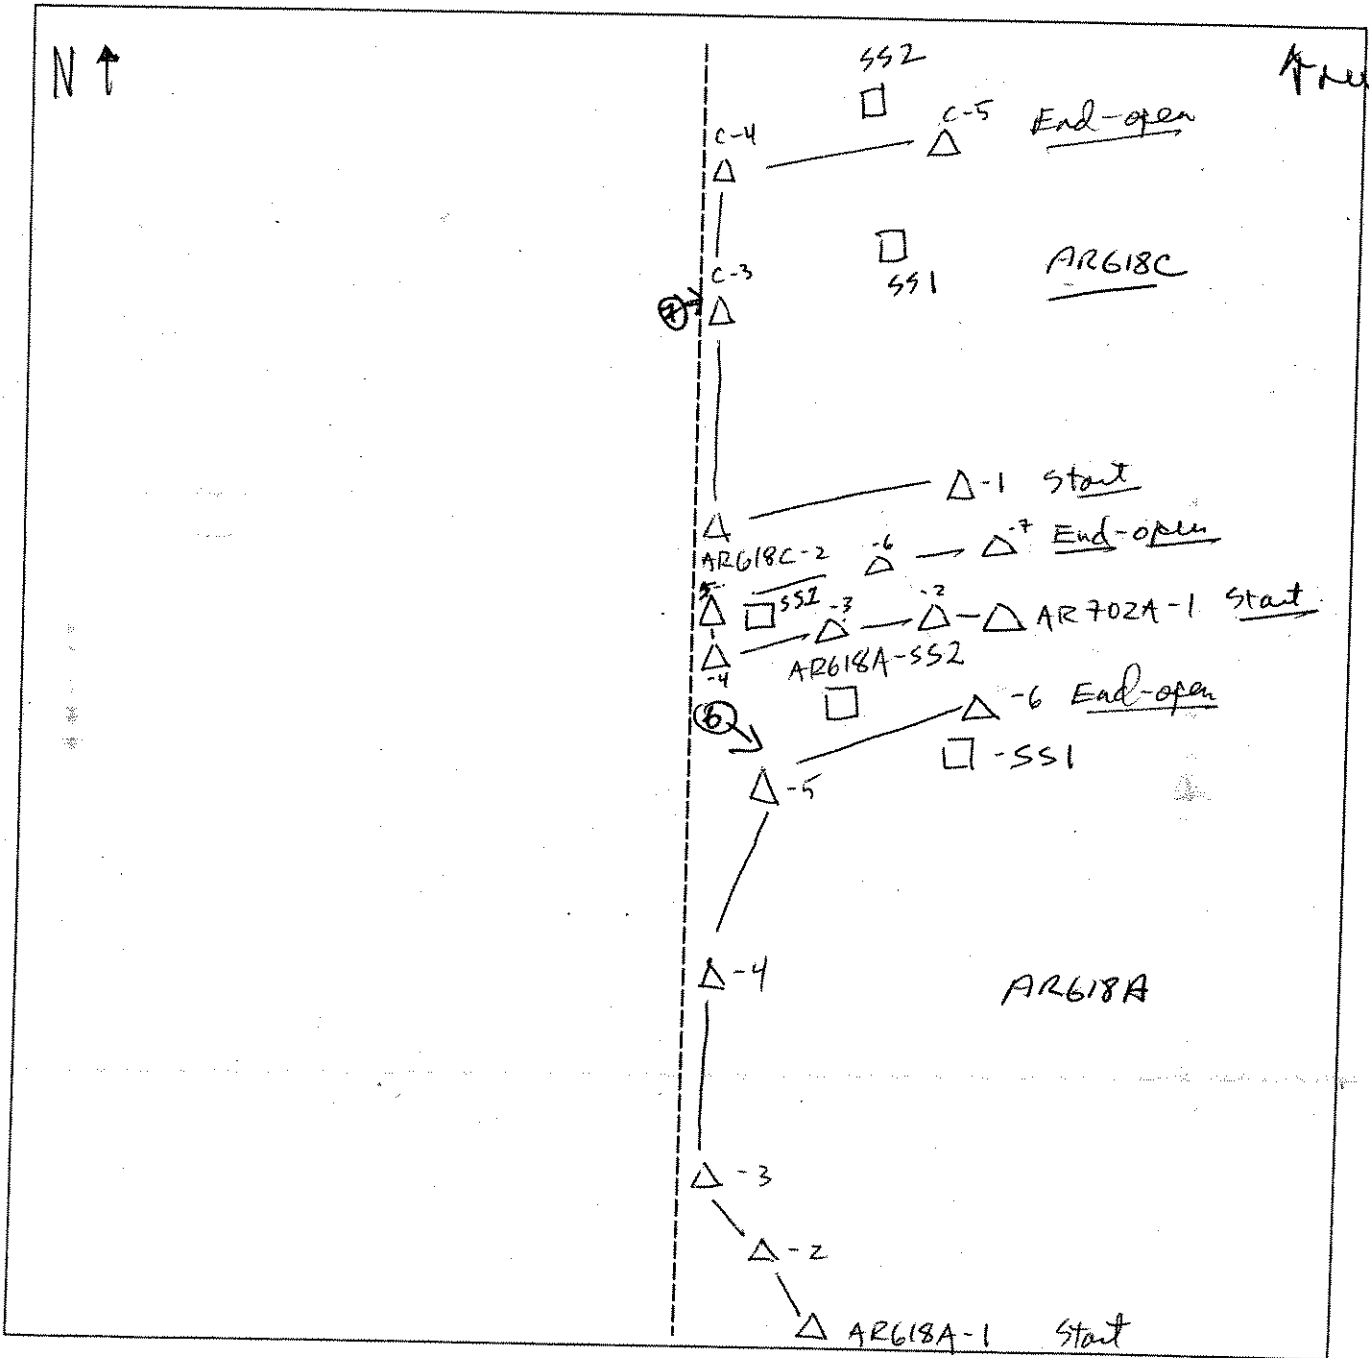 N
SS2
C-5 End-open
C-4
SS1
AR618C
C-3
-1 Start
AR618C-2
-6
-7 End-open
5
SS1
-3
-2
AR702A-1 Start
-4
AR618A-SS2
-6 End-open
6
-SS1
-5
-4
AR618A
-3
-2
AR618A-1 Start